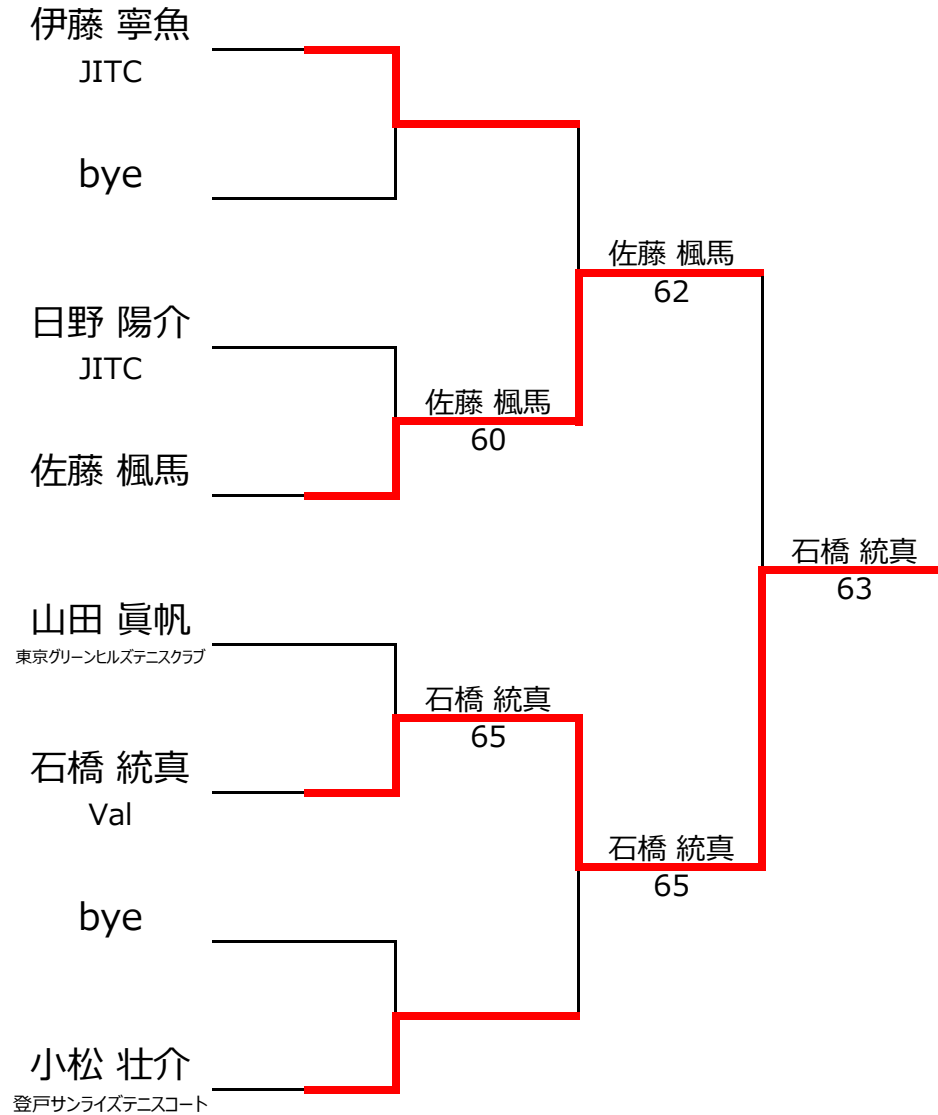 伊藤 寧魚
JITC
bye
日野 陽介
JITC
佐藤 楓馬
山田 眞帆
東京グリーンヒルズテニスクラブ
石橋 統真
Val
bye
小松 壮介
登戸サンライズテニスコート
佐藤 楓馬
60
石橋 統真
65
佐藤 楓馬
62
石橋 統真
65
石橋 統真
63